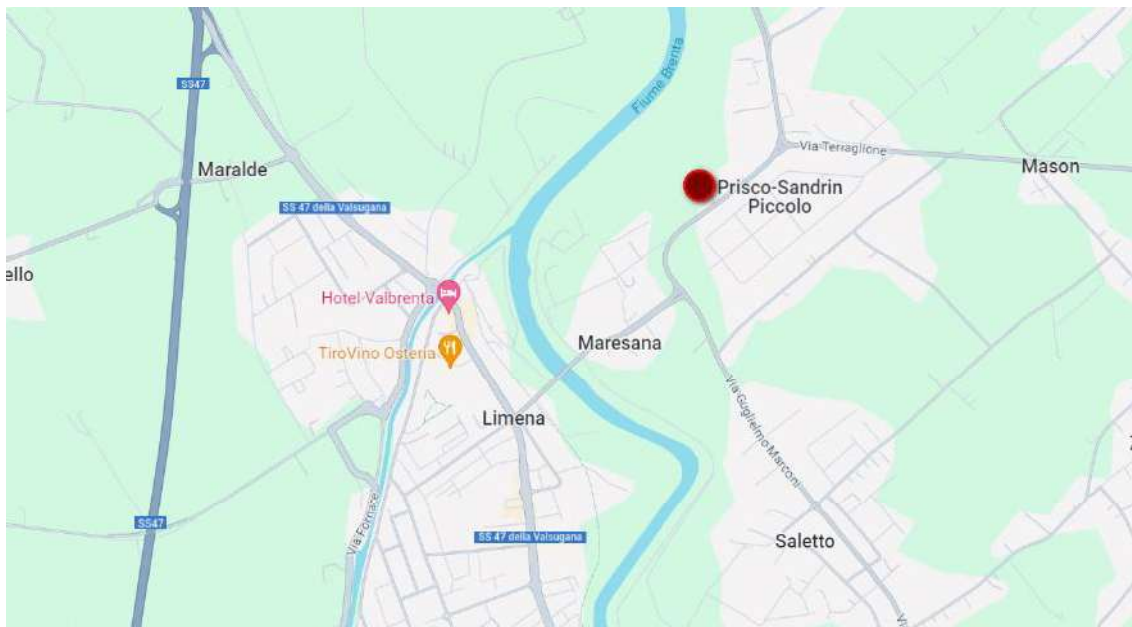 SS47
Fiume Brenta
Via Terraglione
Maralde
Mason
Prisco-Sandrin
Piccolo
SS 47 della Valsugana
ello
Hotel Valbrenta
TiroVino Osteria
Maresana
Limena
Via Guglielmo Marconi
Via Fornace
SS47
SS 47 della Valsugana
Saletto